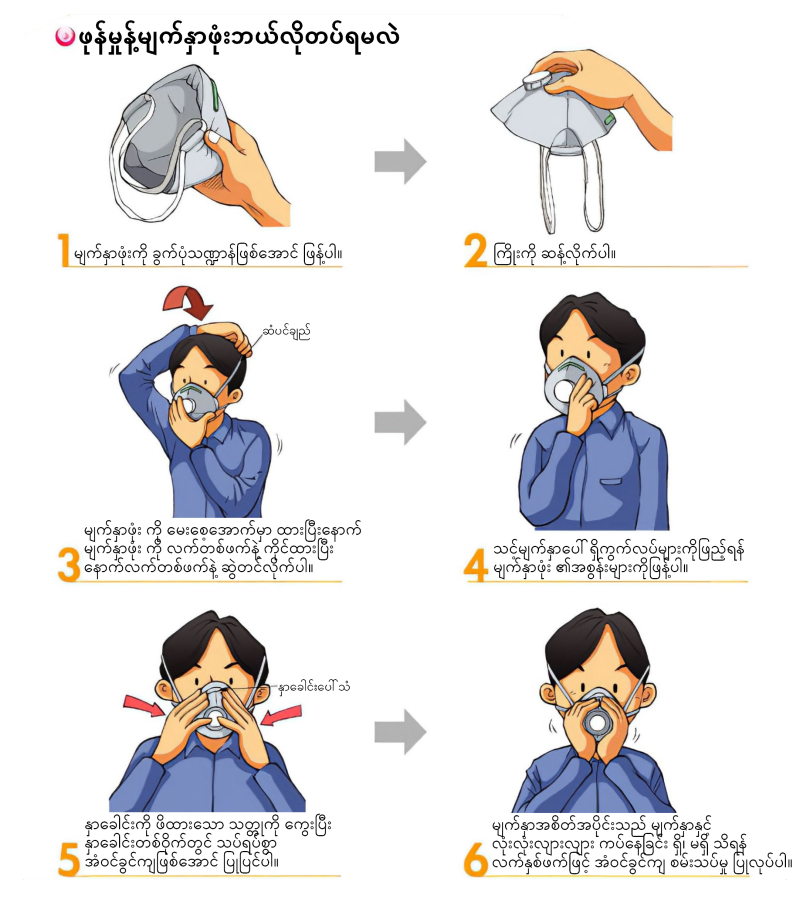 ဖုန်မှုန့်မျက်နှာဖုံးဘယ်လိုတပ်ရမလဲ
1 မျက်နှာဖုံးကို ခွက်ပုံသဏ္ဍာန်ဖြစ်အောင် ဖြန့်ပါ။
2 ကြိုးကို ဆန့်လိုက်ပါ။
ဆံပင်ချည်
3 မျက်နှာဖုံး ကို မေးစေ့အောက်မှာ ထားပြီးနောက်
မျက်နှာဖုံး ကို လက်တစ်ဖက်နဲ့ ကိုင်ထားပြီး
နောက်လက်တစ်ဖက်နဲ့ ဆွဲတင်လိုက်ပါ။
4 သင့်မျက်နှာပေါ် ရှိကွက်လပ်များကိုဖြည့်ရန်
မျက်နှာဖုံး ၏အစွန်းများကိုဖြန့်ပါ။
နှာခေါင်းပေါ် သံ
5 နှာခေါင်းကို ဖိထားသော သတ္တုကို ကွေးပြီး
နှာခေါင်းတစ်ဝိုက်တွင် သပ်ရပ်စွာ
အံဝင်ခွင်ကျဖြစ်အောင် ပြုပြင်ပါ။
6 မျက်နှာအစိတ်အပိုင်းသည် မျက်နှာနှင့်
လုံးလုံးလျားလျား ကပ်နေခြင်း ရှိ၊ မရှိ သိရန်
လက်နှစ်ဖက်ဖြင့် အံဝင်ခွင်ကျ စမ်းသပ်မှု ပြုလုပ်ပါ။